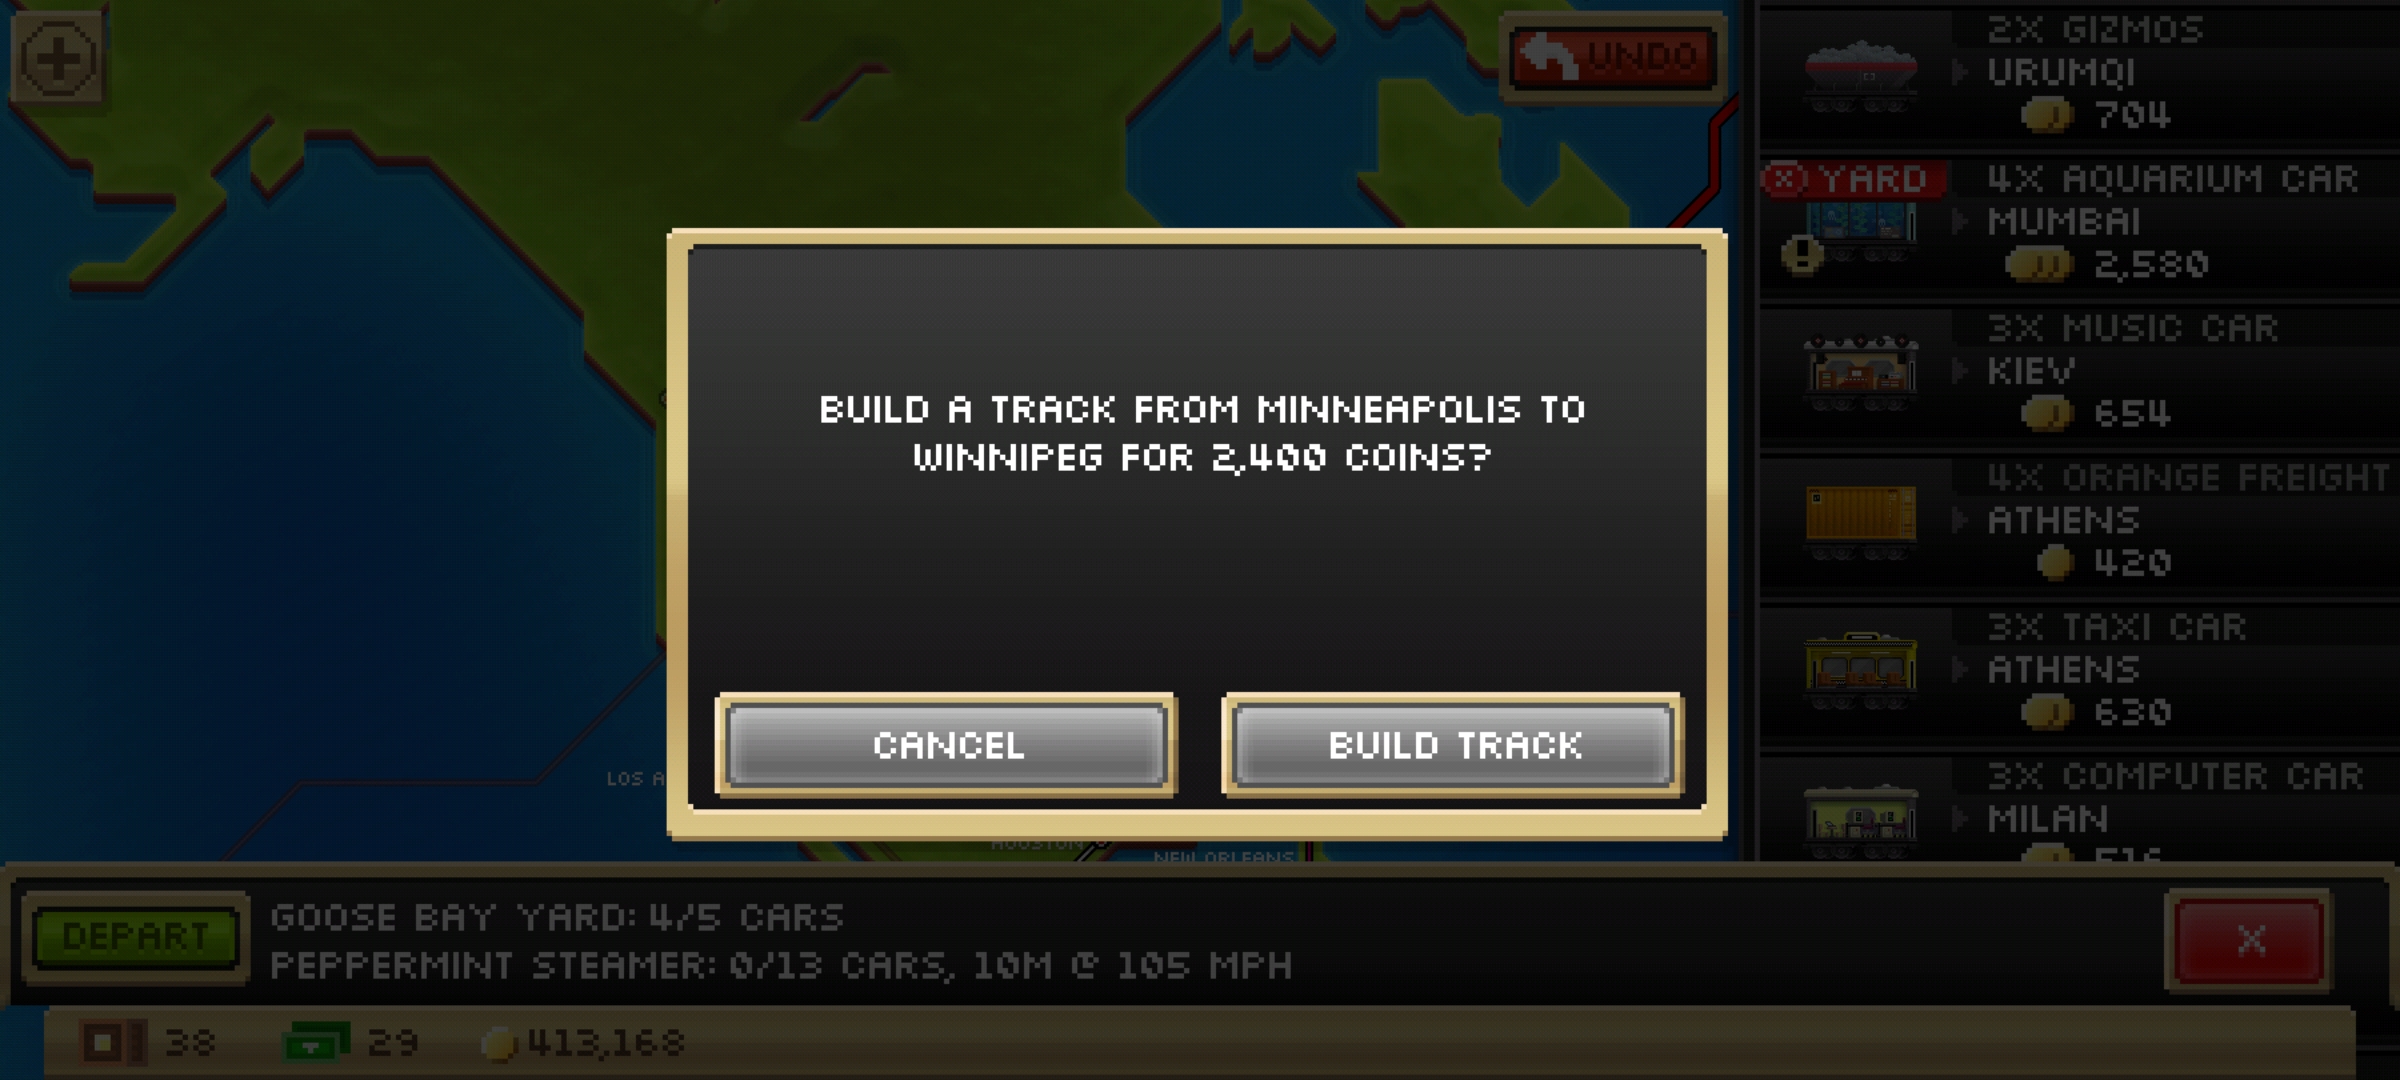 UNDO
2X GIZMOS
URUMQI
704
YARD
4X AQUARIUM CAR
MUMBAI
2,580
3X MUSIC CAR
KIEV
654
4X ORANGE FREIGHT
ATHENS
420
3X TAXI CAR
ATHENS
630
3X COMPUTER CAR
MILAN
516
BUILD A TRACK FROM MINNEAPOLIS TO
WINNIPEG FOR 2,400 COINS?
CANCEL
BUILD TRACK
LOS A
HOUSTON
NEW ORLEANS
DEPART
GOOSE BAY YARD: 4/5 CARS
PEPPERMINT STEAMER: 0/13 CARS, 10M @ 105 MPH
X
38
29
413,168